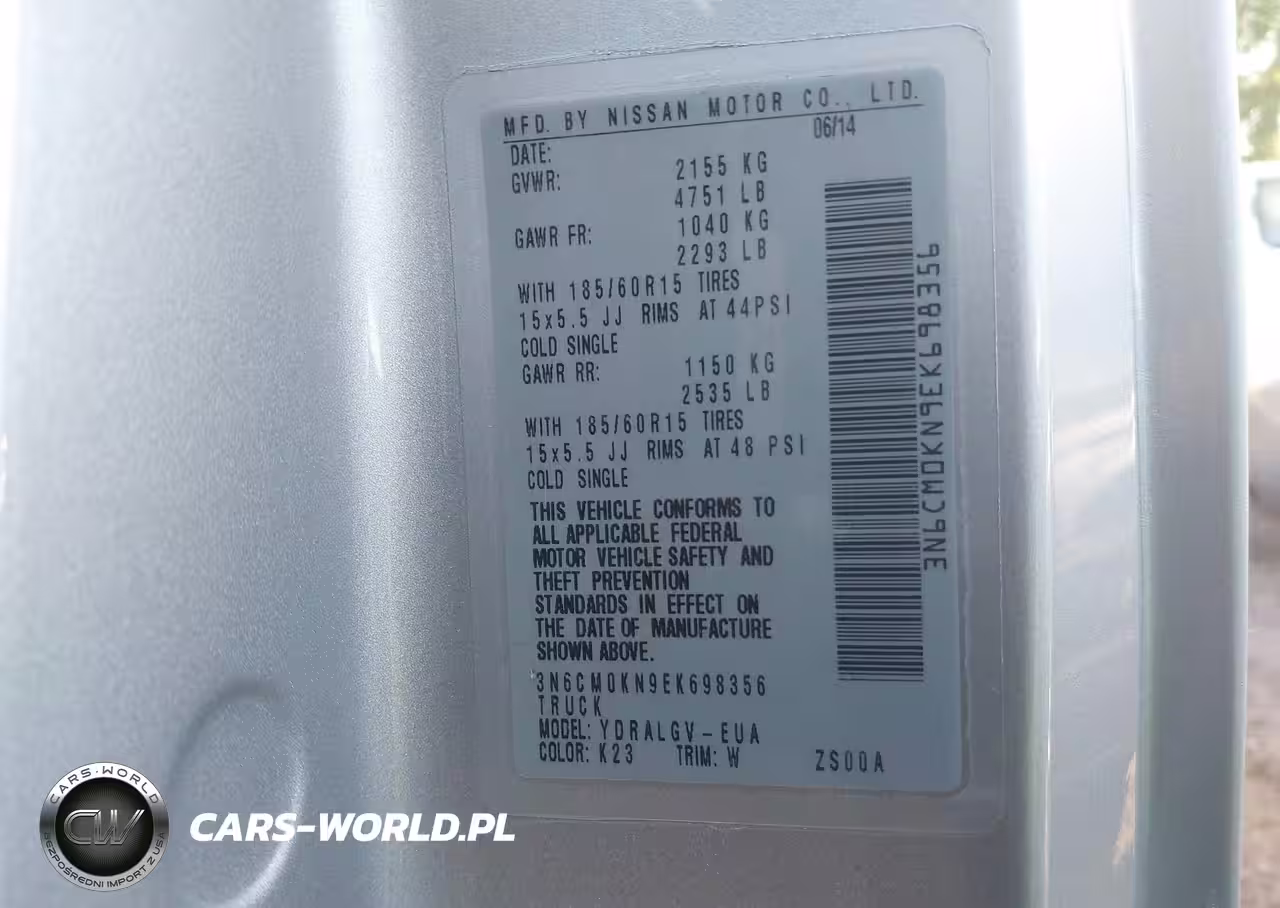 MFD. BY NISSAN MOTOR CO., LTD.
DATE: 06/14
GVWR: 2155 KG
4751 LB
GAWR FR: 1040 KG
2293 LB
WITH 185/60R15 TIRES
15x5.5 JJ RIMS AT 44PSI
COLD SINGLE
GAWR RR: 1150 KG
2535 LB
WITH 185/60R15 TIRES
15x5.5 JJ RIMS AT 48 PSI
COLD SINGLE
THIS VEHICLE CONFORMS TO
ALL APPLICABLE FEDERAL
MOTOR VEHICLE SAFETY AND
THEFT PREVENTION
STANDARDS IN EFFECT ON
THE DATE OF MANUFACTURE
SHOWN ABOVE.
3N6CM0KN9EK698356
TRUCK
MODEL: YDRALGV-EUA
COLOR: K23 TRIM: W ZS00A
3N6CM0KN9EK698356
CARS-WORLD
CW
BEZPOŚREDNI IMPORT Z USA
CARS-WORLD.PL